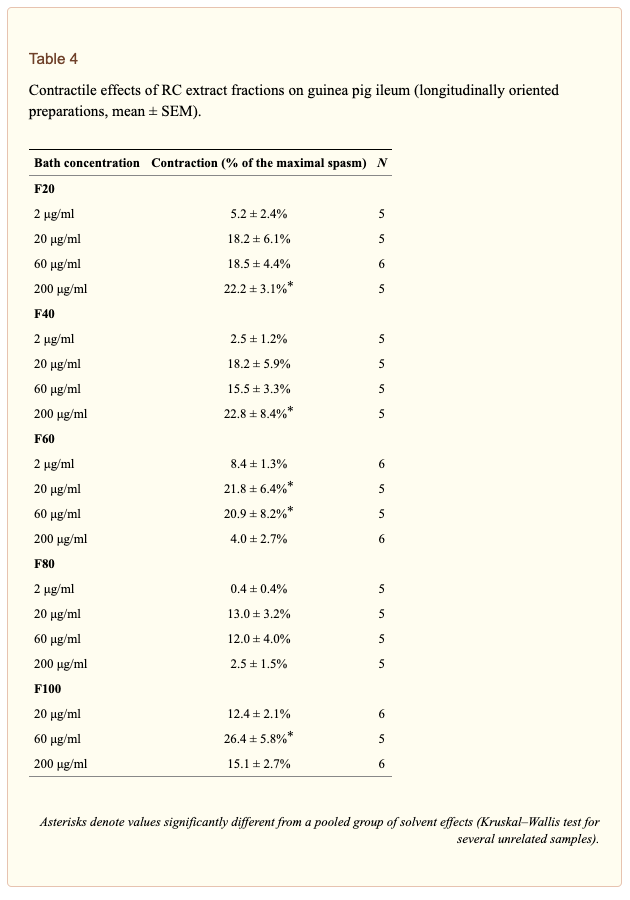 Table 4
Contractile effects of RC extract fractions on guinea pig ileum (longitudinally oriented
preparations, mean ± SEM).
Bath concentration Contraction (% of the maximal spasm) N
F20
2 μg/ml 5.2 ± 2.4% 5
20 μg/ml 18.2 ± 6.1% 5
60 μg/ml 18.5 ± 4.4% 6
200 μg/ml 22.2 ± 3.1%* 5
F40
2 μg/ml 2.5 ± 1.2% 5
20 μg/ml 18.2 ± 5.9% 5
60 μg/ml 15.5 ± 3.3% 5
200 μg/ml 22.8 ± 8.4%* 5
F60
2 μg/ml 8.4 ± 1.3% 6
20 μg/ml 21.8 ± 6.4%* 5
60 μg/ml 20.9 ± 8.2%* 5
200 μg/ml 4.0 ± 2.7% 6
F80
2 μg/ml 0.4 ± 0.4% 5
20 μg/ml 13.0 ± 3.2% 5
60 μg/ml 12.0 ± 4.0% 5
200 μg/ml 2.5 ± 1.5% 5
F100
20 μg/ml 12.4 ± 2.1% 6
60 μg/ml 26.4 ± 5.8%* 5
200 μg/ml 15.1 ± 2.7% 6
Asterisks denote values significantly different from a pooled group of solvent effects (Kruskal–Wallis test for
several unrelated samples).